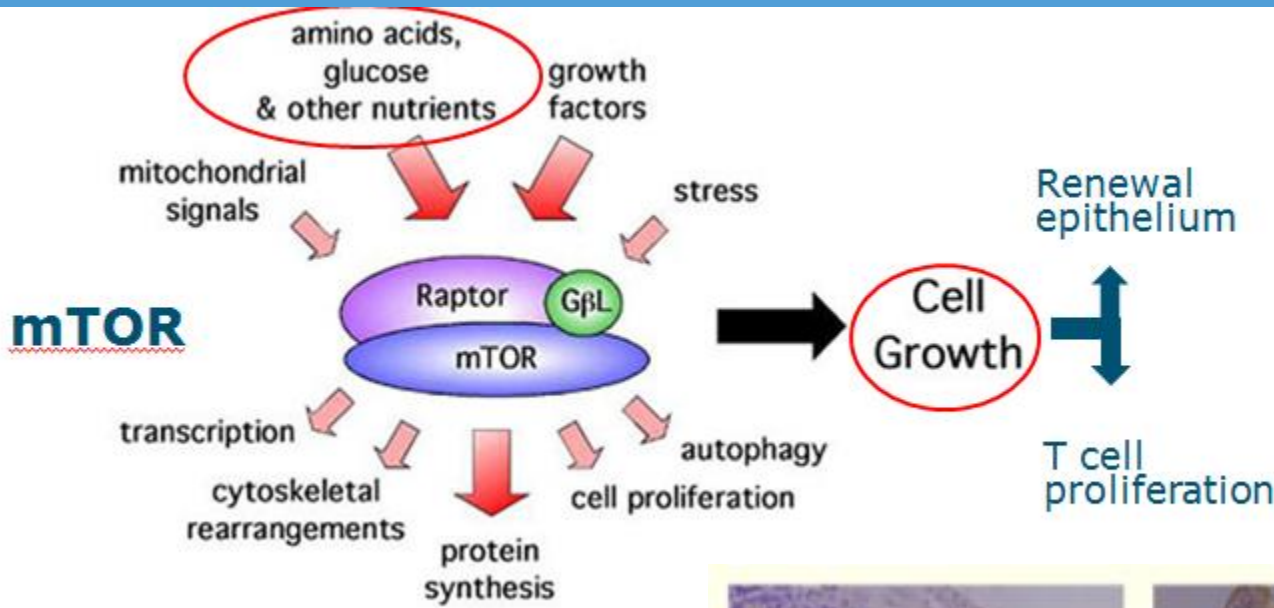 amino acids,
glucose
& other nutrients
growth
factors
mitochondrial
signals
stress
Renewal
epithelium
Raptor
GβL
mTOR
mTOR
Cell
Growth
transcription
cytoskeletal
rearrangements
protein
synthesis
cell proliferation
autophagy
T cell
proliferation